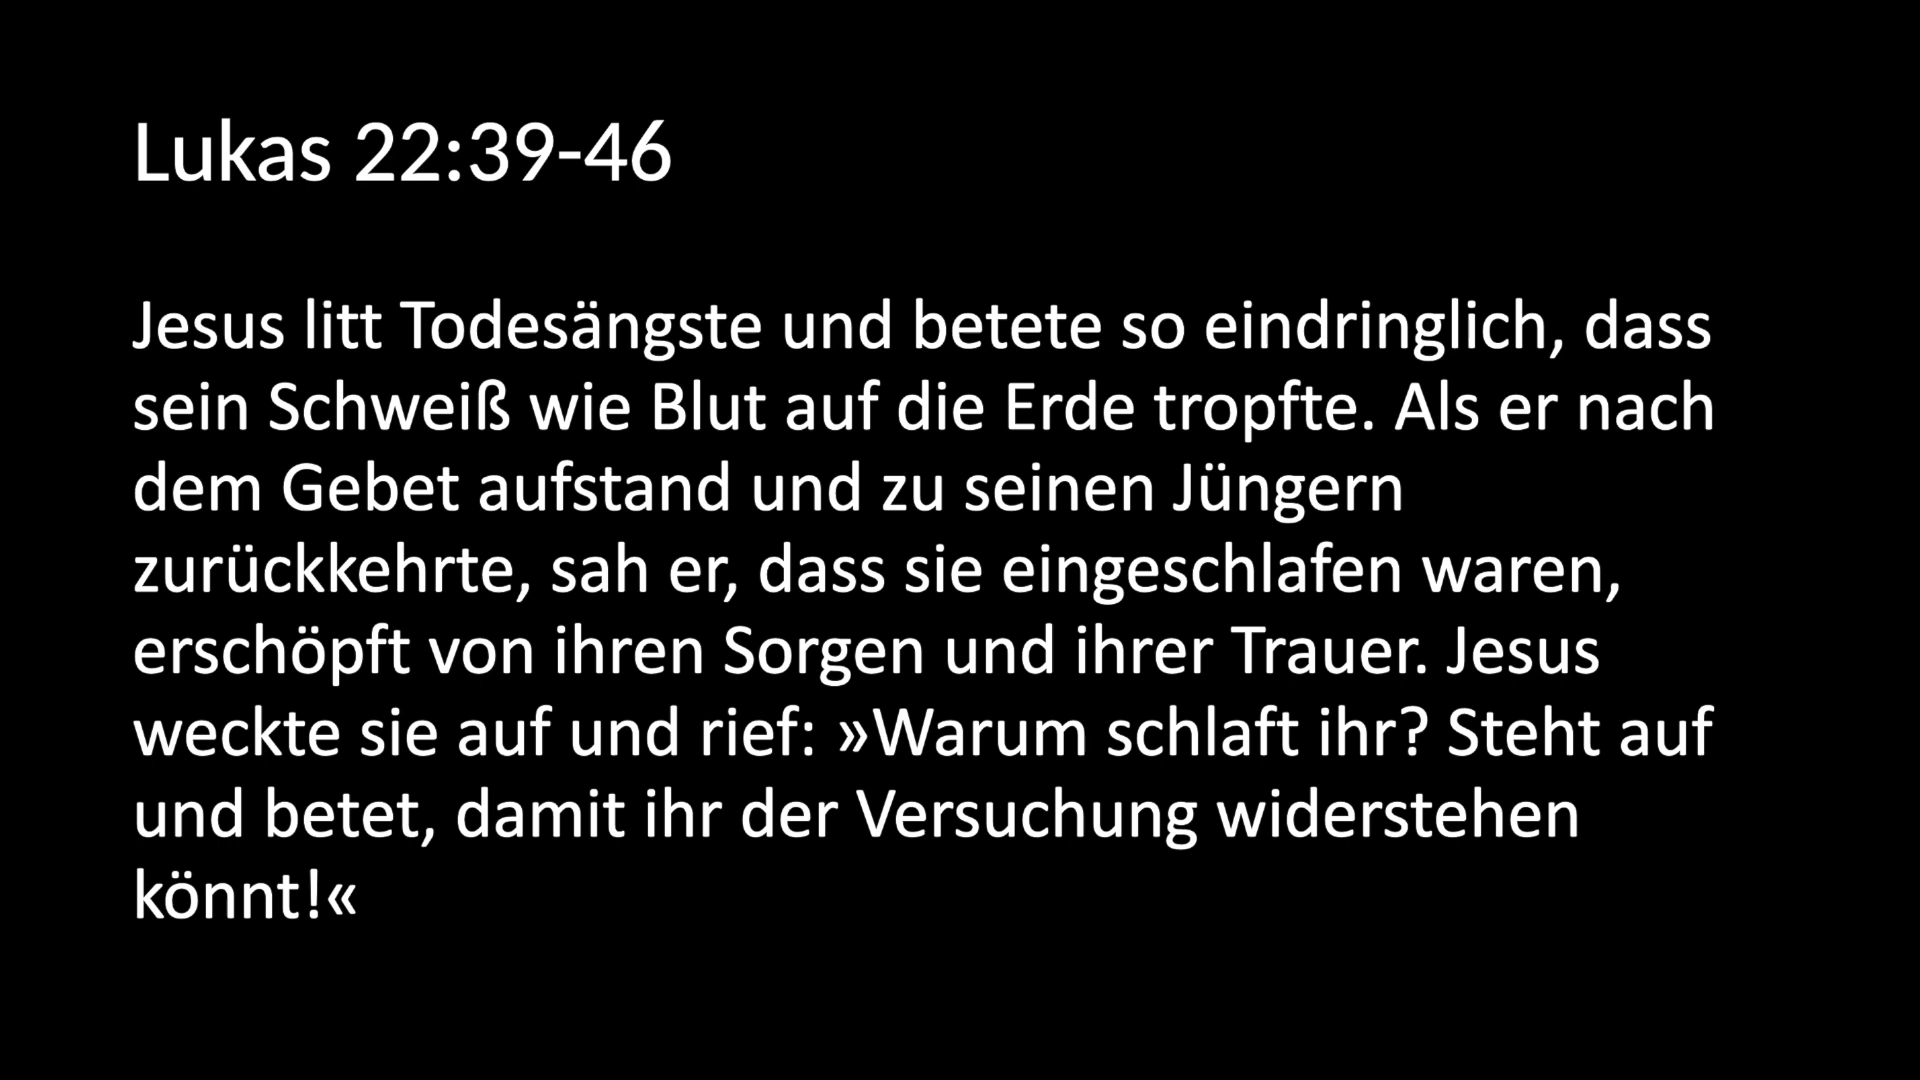 Lukas 22:39-46
Jesus litt Todesängste und betete so eindringlich, dass
sein Schweiß wie Blut auf die Erde tropfte. Als er nach
dem Gebet aufstand und zu seinen Jüngern
zurückkehrte, sah er, dass sie eingeschlafen waren,
erschöpft von ihren Sorgen und ihrer Trauer. Jesus
weckte sie auf und rief: »Warum schlaft ihr? Steht auf
und betet, damit ihr der Versuchung widerstehen
könnt!«